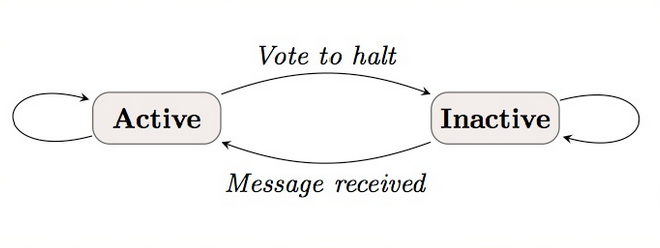 Vote to halt
Active
Inactive
Message received